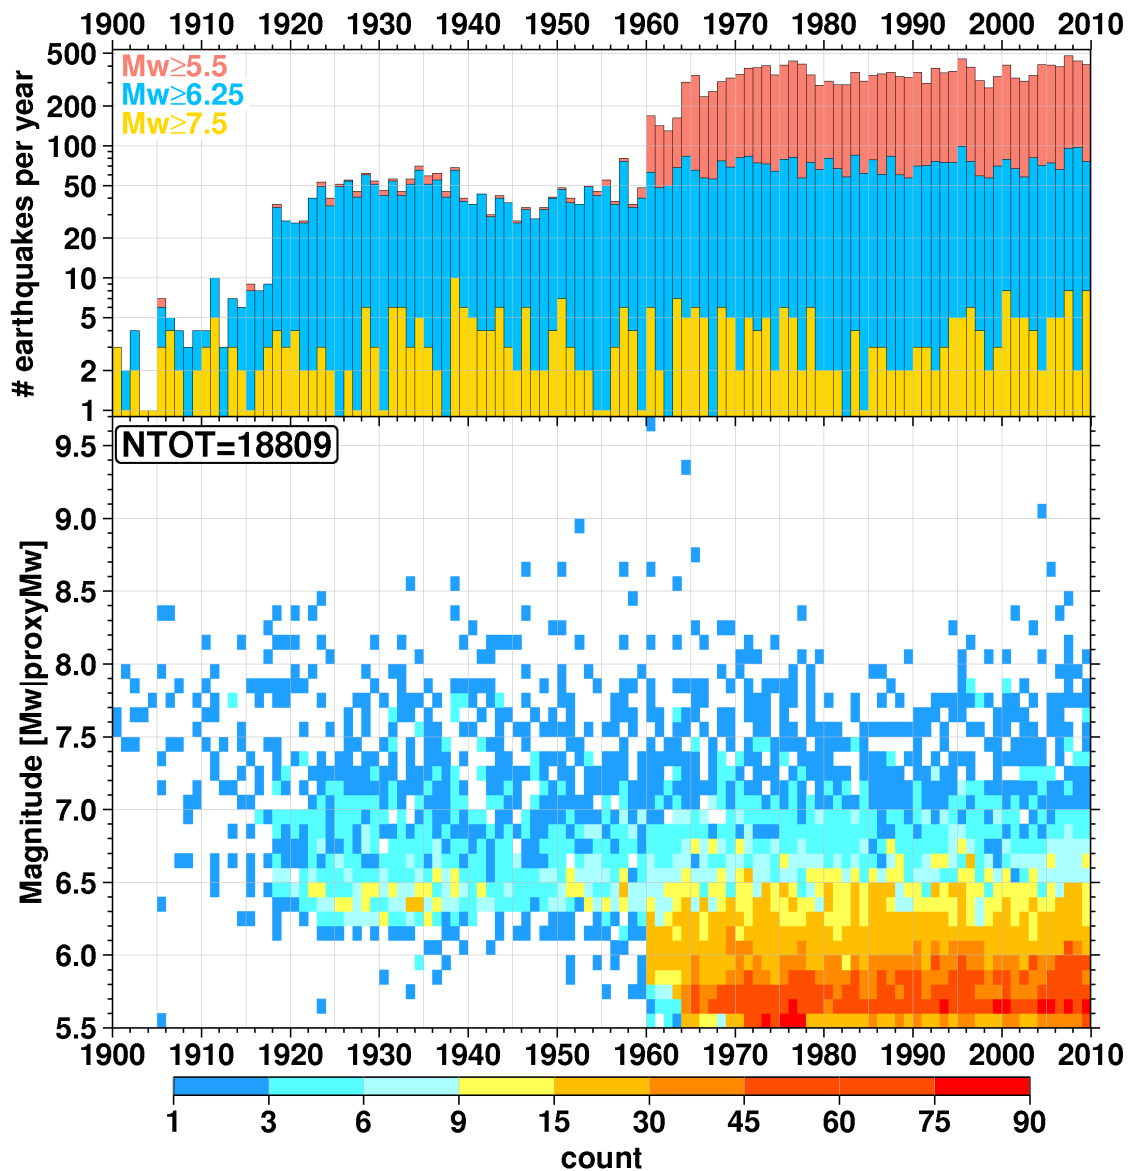 1900 1910 1920 1930 1940 1950 1960 1970 1980 1990 2000 2010
500
200
100
50
20
10
5
2
1
# earthquakes per year
Mw≥5.5
Mw≥6.25
Mw≥7.5
NTOT=18809
9.5
9.0
8.5
8.0
7.5
7.0
6.5
6.0
5.5
Magnitude [Mw|proxyMw]
1900 1910 1920 1930 1940 1950 1960 1970 1980 1990 2000 2010
1 3 6 9 15 30 45 60 75 90
count